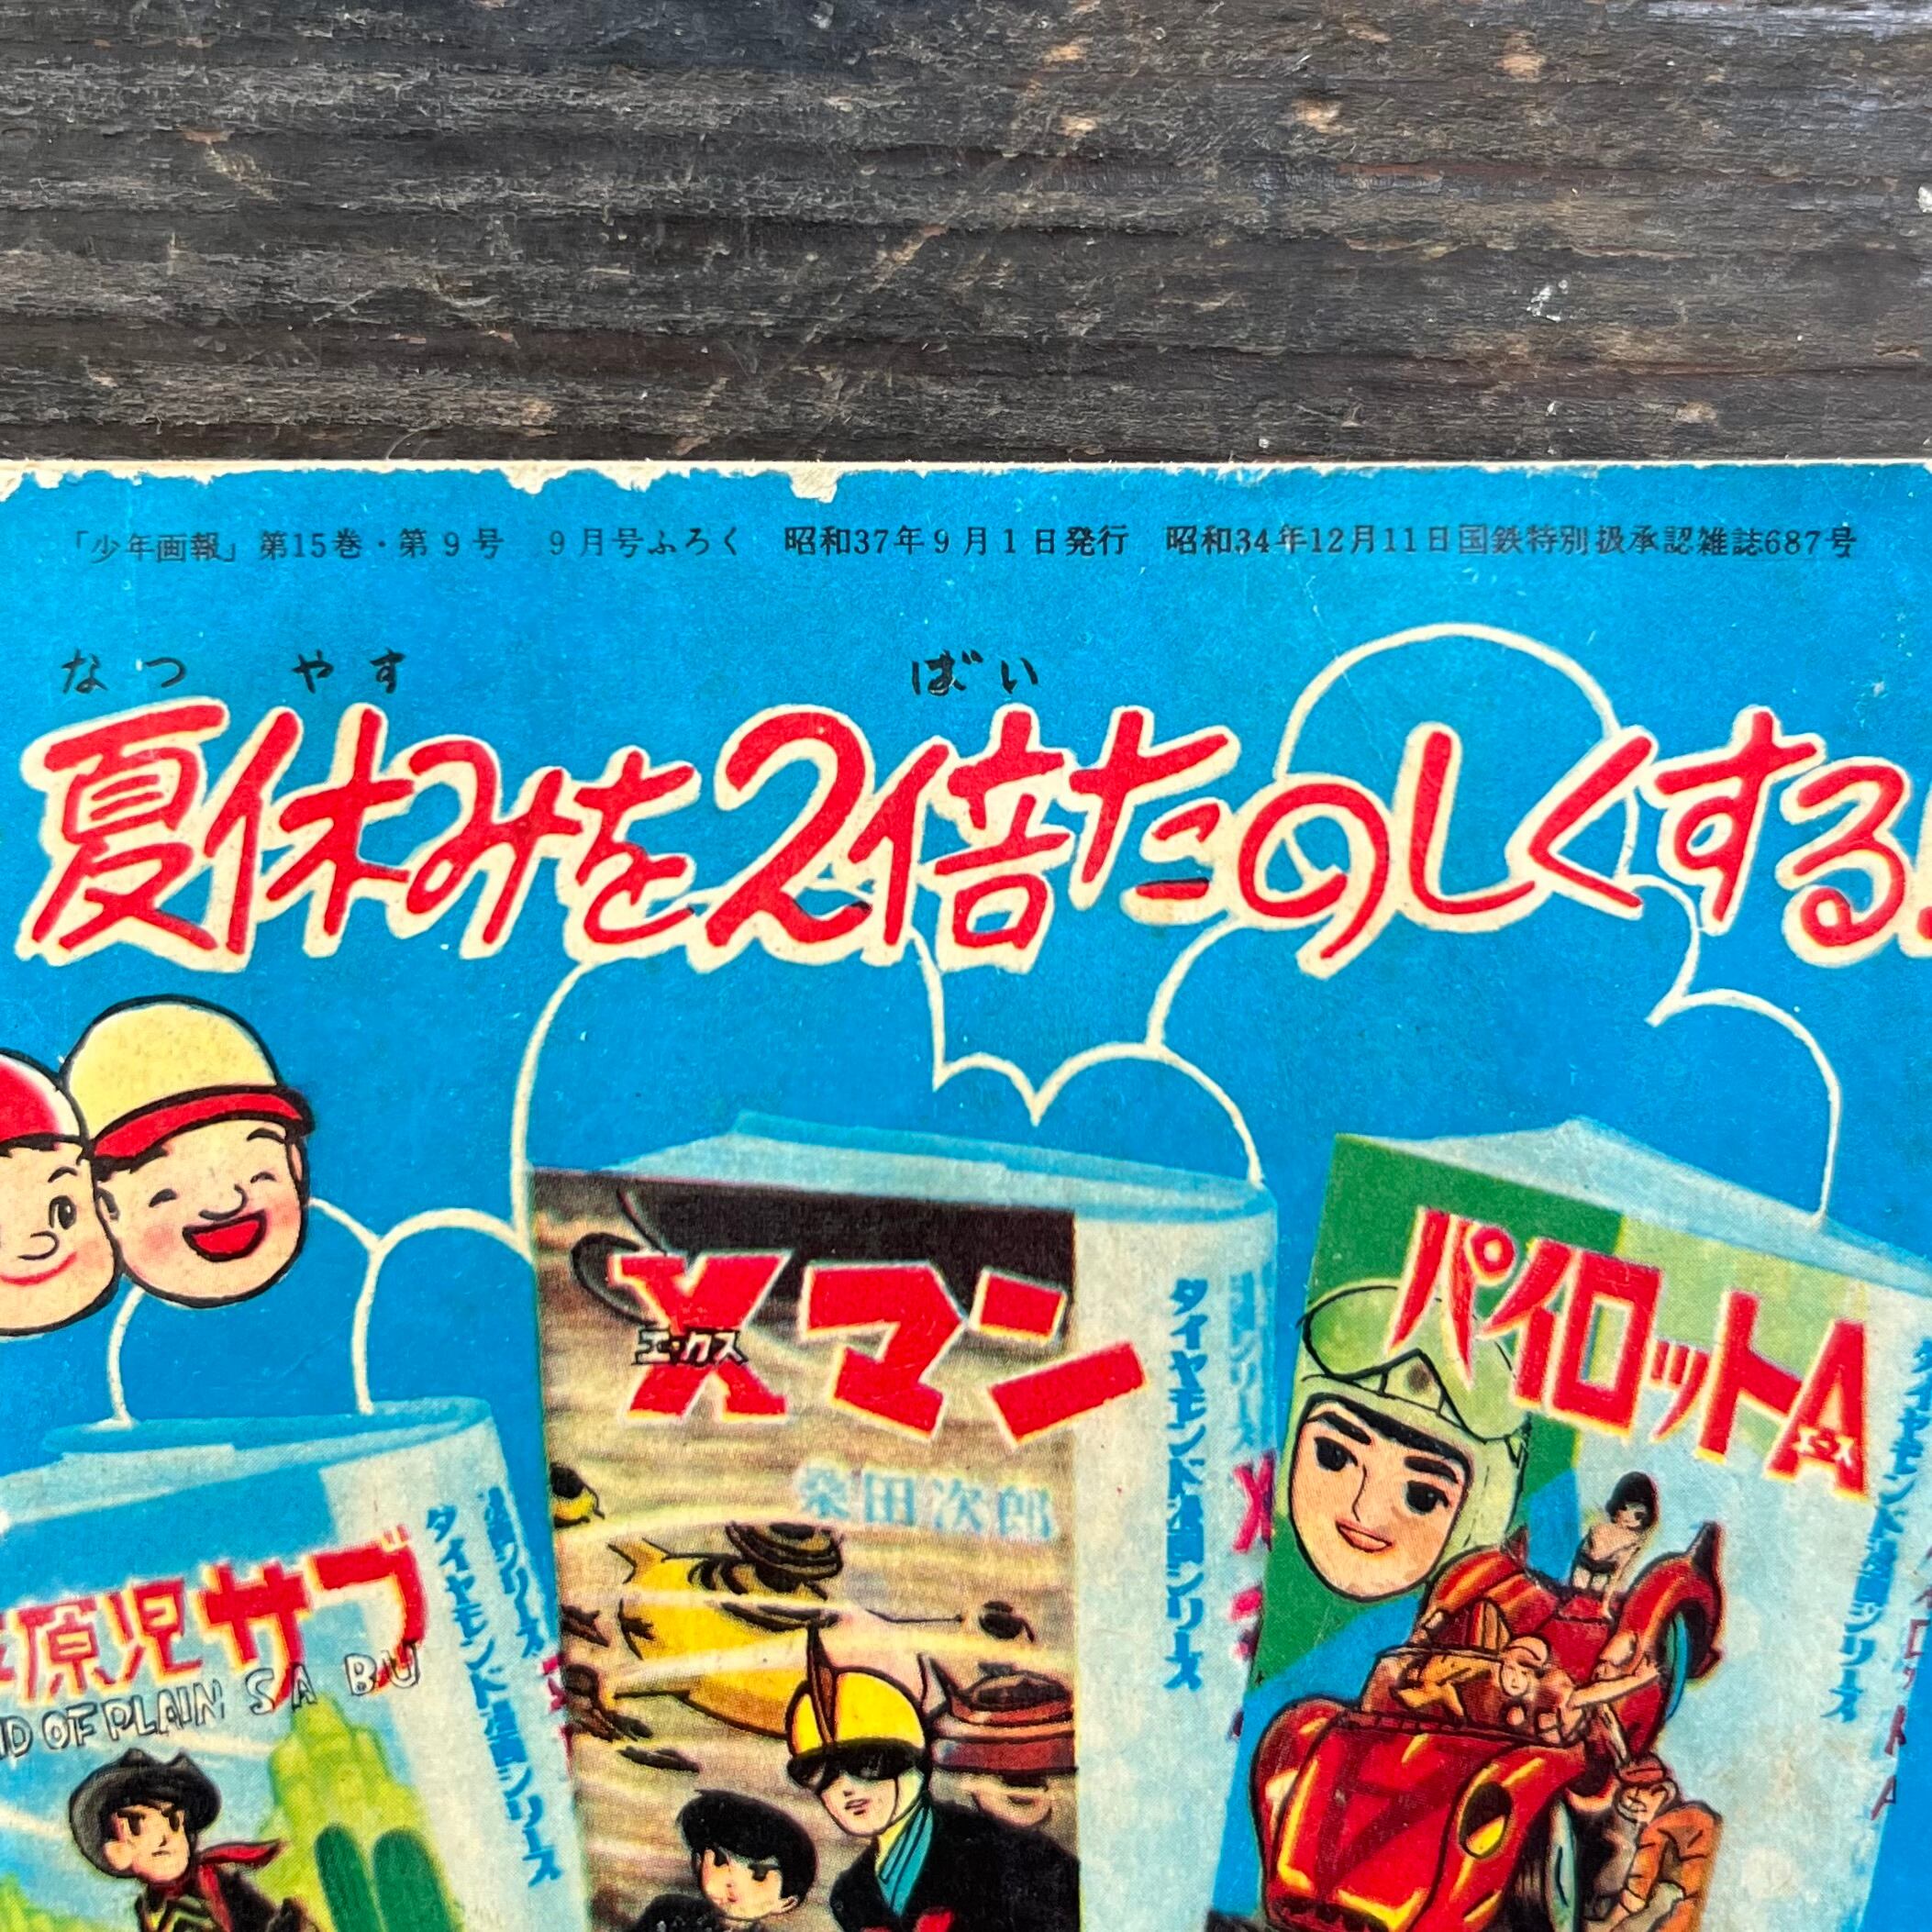 「少年画報」第15巻・第9号 9月号ふろく 昭和37年9月1日発行 昭和34年12月11日国鉄特別扱承認雑誌687号
なつ やす ばい
夏休みを2倍たのしくする!
Xマン
エックス
桑田次郎
ダイヤモンド漫画シリーズ
パイロットA
エース
ダイヤモンド漫画シリーズ
原児サブ
OF PLAIN SABU
ダイヤモンド漫画シリーズ